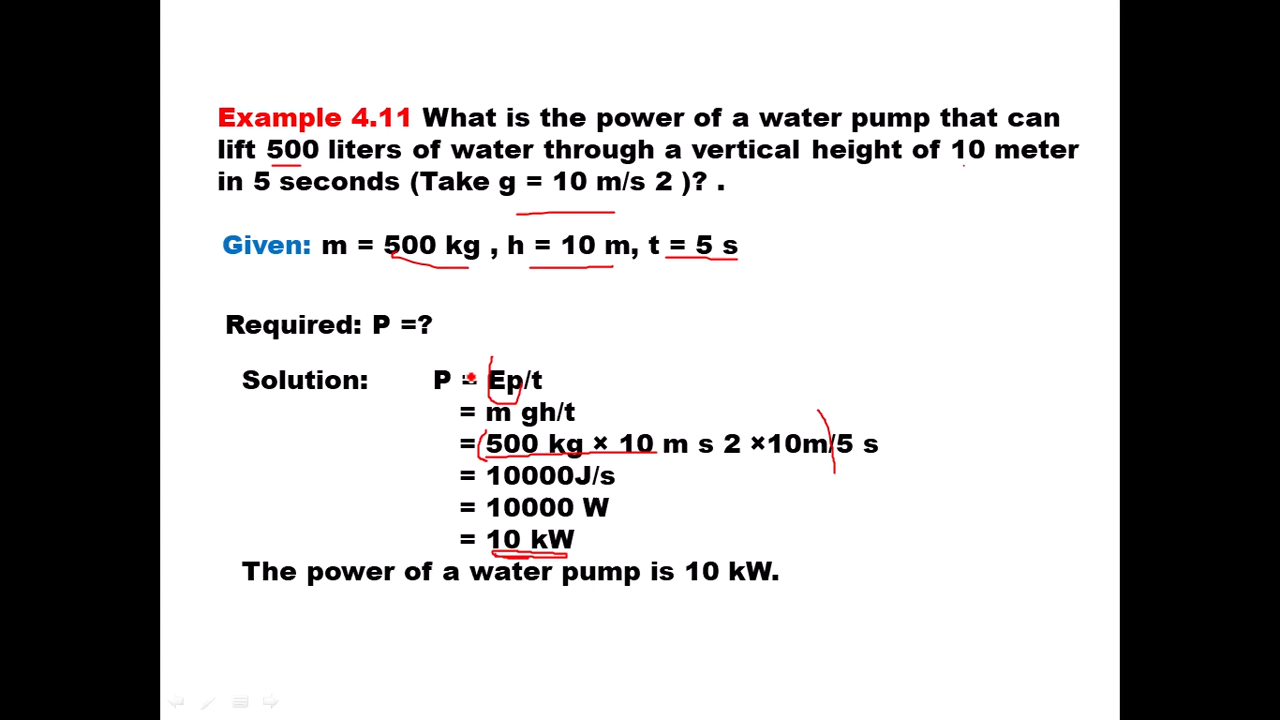 Example 4.11 What is the power of a water pump that can
lift 500 liters of water through a vertical height of 10 meter
in 5 seconds (Take g = 10 m/s 2 )? .
Given: m = 500 kg , h = 10 m, t = 5 s
Required: P =?
Solution: P = Ep/t
= m gh/t
= 500 kg × 10 m s 2 ×10m/5 s
= 10000J/s
= 10000 W
= 10 kW
The power of a water pump is 10 kW.